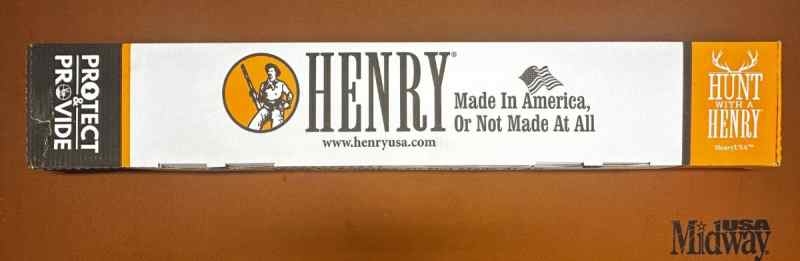 PROTECT
&
PROVIDE
HENRY®
Made In America,
Or Not Made At All
www.henryusa.com
HUNT
WITH A
HENRY
HenryUSA™
MidwayUSA